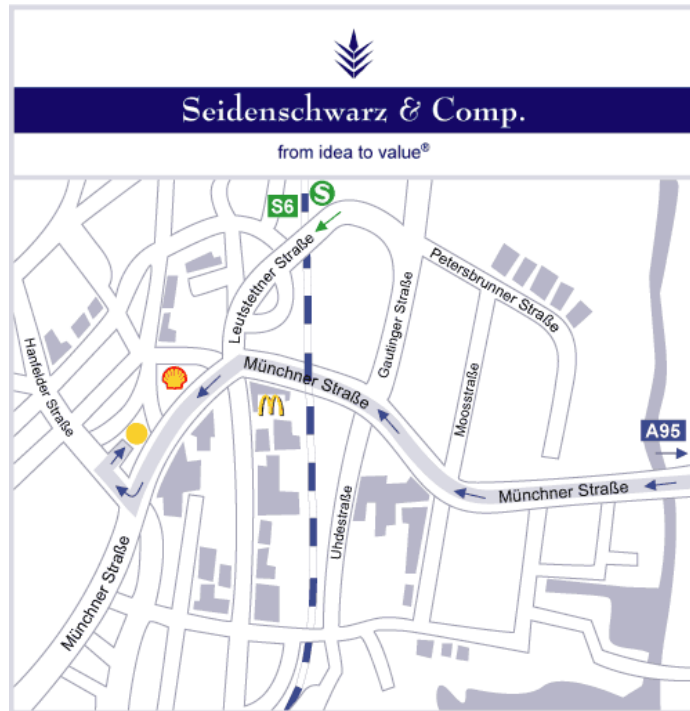 Seidenschwarz & Comp.
from idea to value®
S
S6
Leutstettner Straße
Petersbrunner Straße
Gautinger Straße
Hanfelder Straße
Münchner Straße
Moosstraße
A95
Münchner Straße
Uhdestraße
Münchner Straße